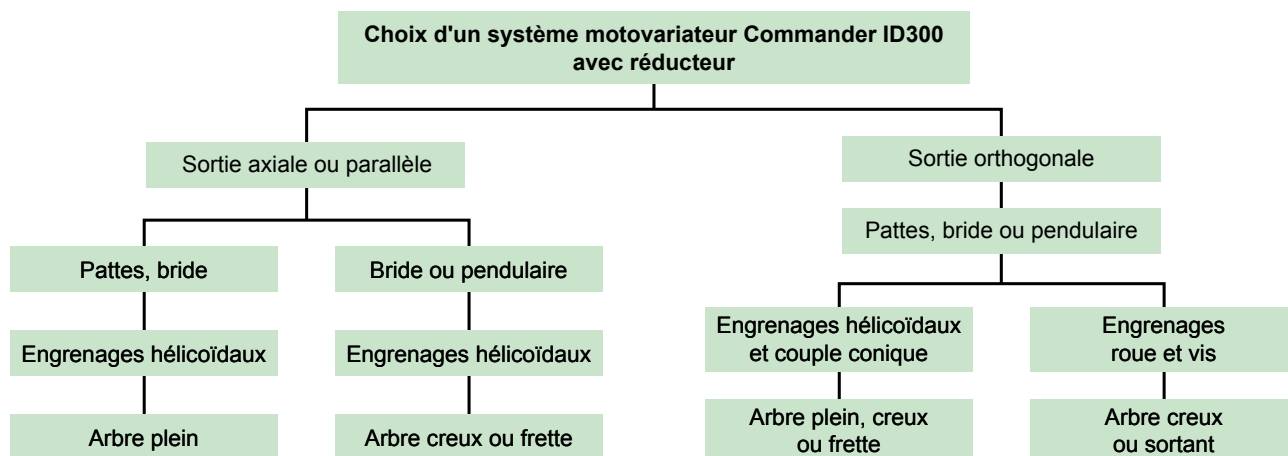 Choix d'un système motovariateur Commander ID300
avec réducteur
Sortie axiale ou parallèle
Sortie orthogonale
Pattes, bride ou pendulaire
Pattes, bride
Bride ou pendulaire
Engrenages hélicoïdaux
Engrenages hélicoïdaux
Engrenages hélicoïdaux
et couple conique
Engrenages
roue et vis
Arbre plein
Arbre creux ou frette
Arbre plein, creux
ou frette
Arbre creux
ou sortant